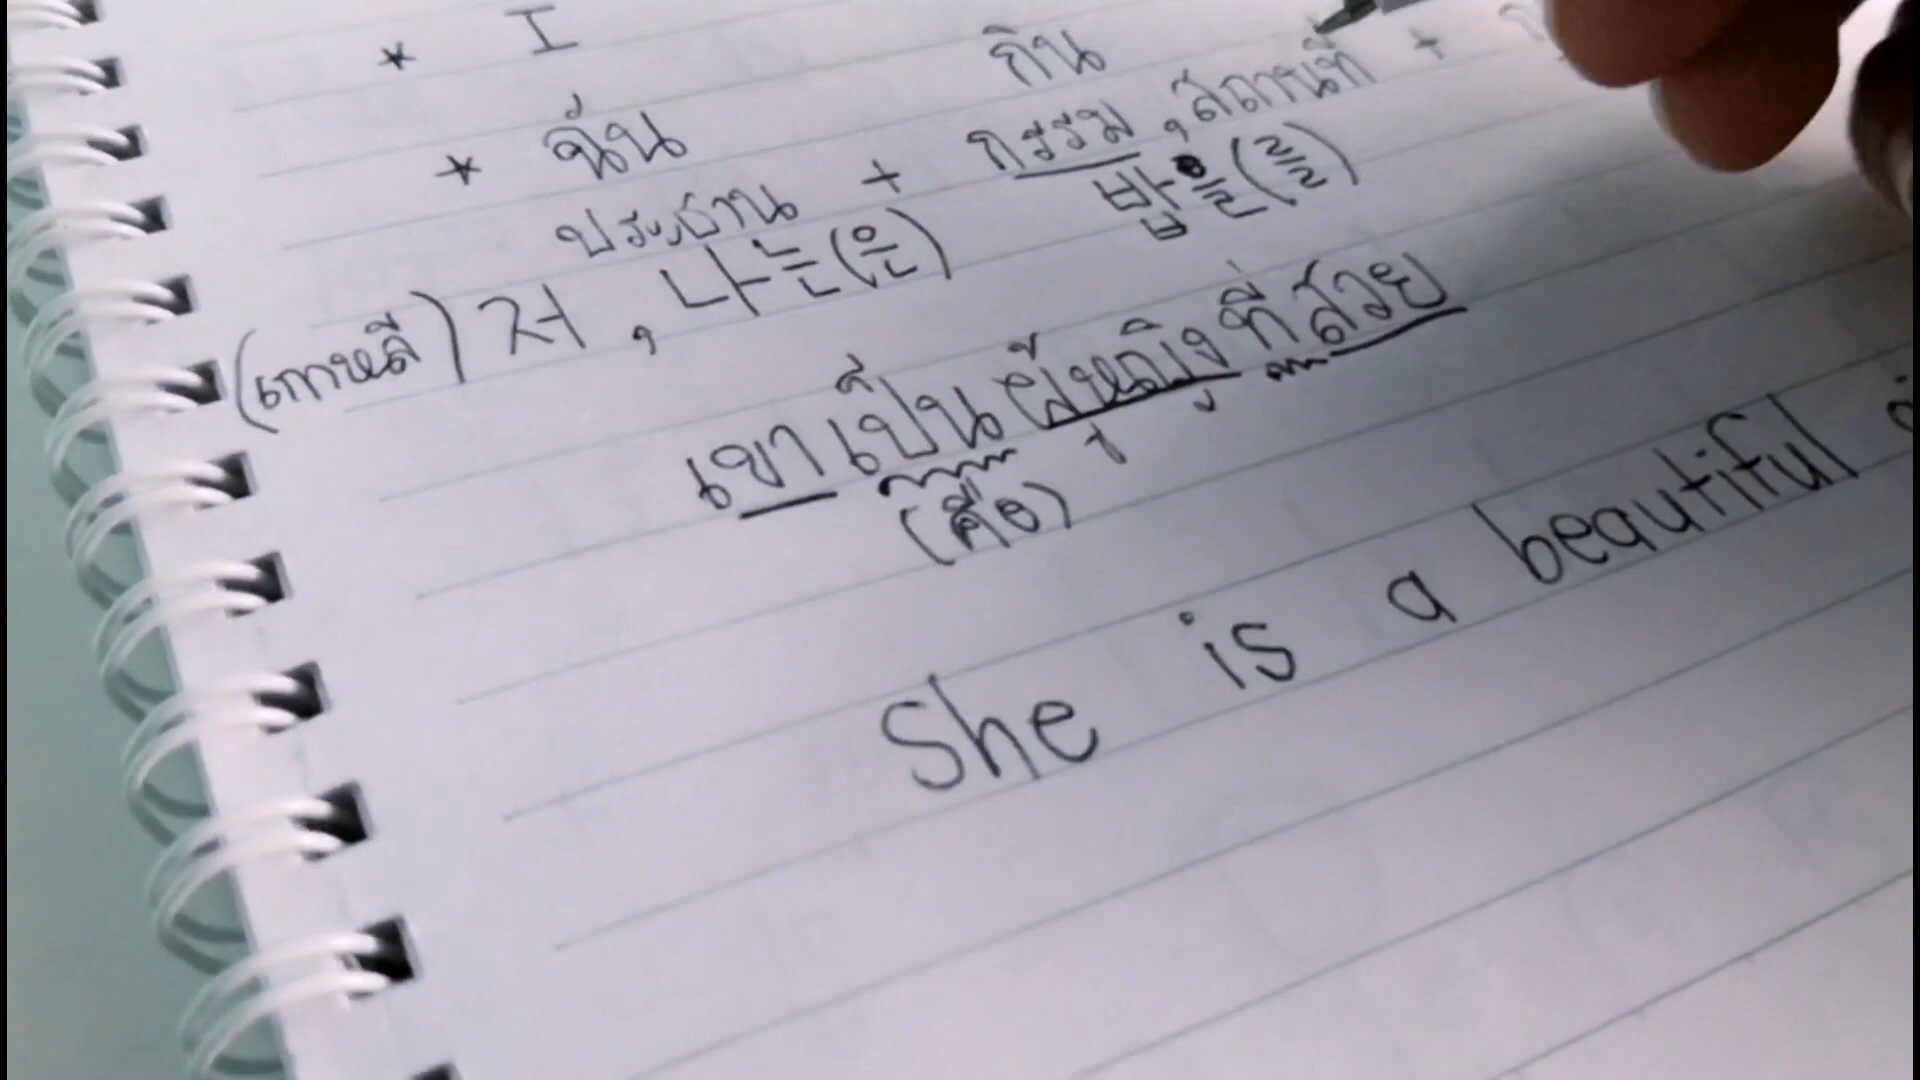 * I
* ฉัน กิน
ประธาน + กรรม , สถานที่ +
(เกาหลี) 저 , 나는(은) 밥을(를)
เขาเป็นผู้หญิงที่สวย
(คือ)
She is a beautiful